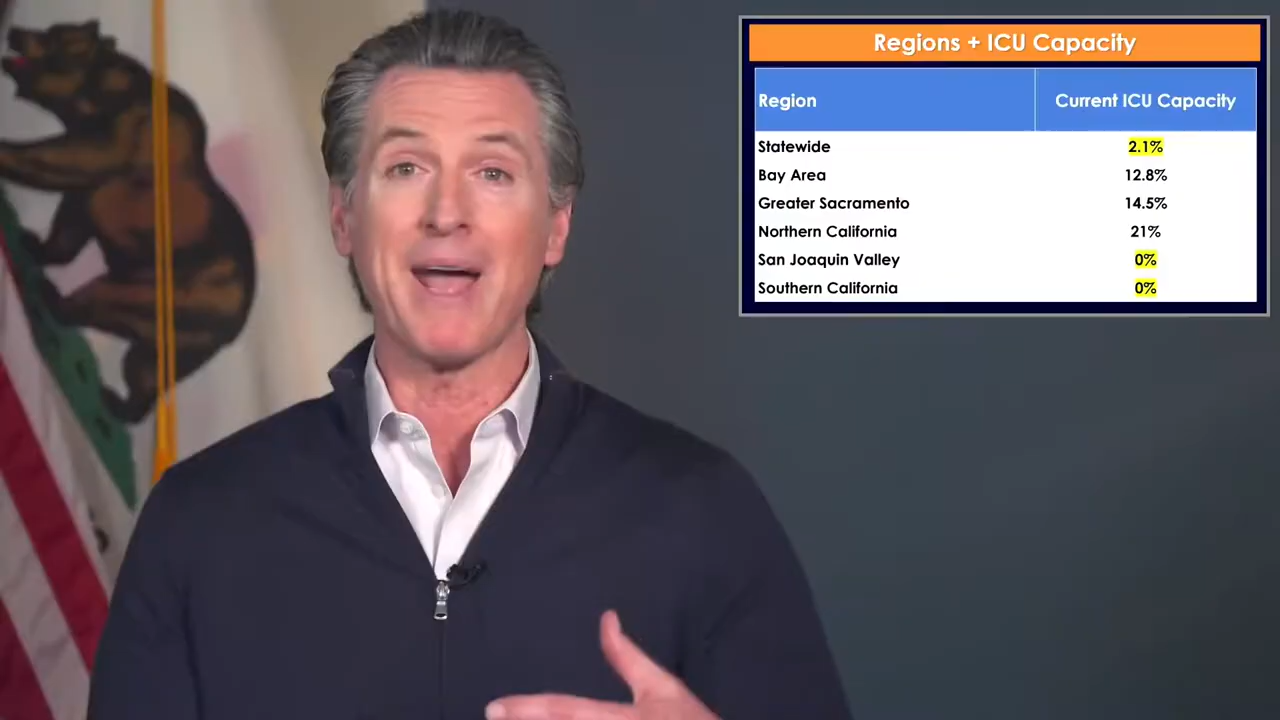 Regions + ICU Capacity
Region Current ICU Capacity
Statewide 2.1%
Bay Area 12.8%
Greater Sacramento 14.5%
Northern California 21%
San Joaquin Valley 0%
Southern California 0%